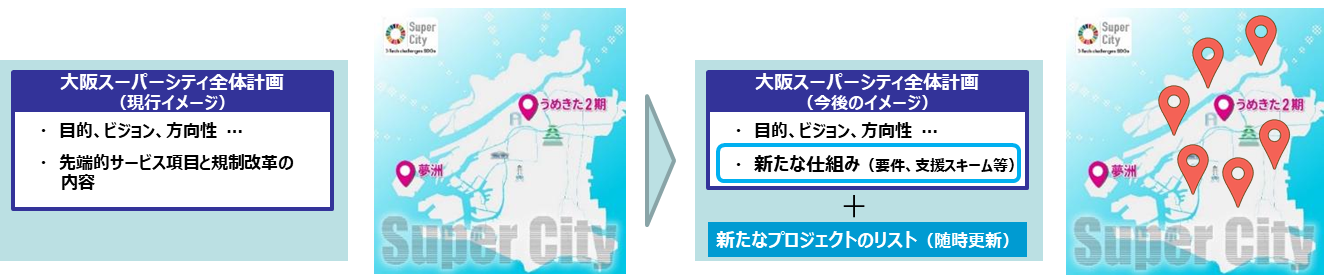 大阪スーパーシティ全体計画
（現行イメージ）
・ 目的、ビジョン、方向性 …
・ 先端的サービス項目と規制改革の
内容
Super
City
J-Tech challenges SDGs
うめきた2期
夢洲
Super City
大阪スーパーシティ全体計画
（今後のイメージ）
・ 目的、ビジョン、方向性 …
・ 新たな仕組み（要件、支援スキーム等）
＋
新たなプロジェクトのリスト（随時更新）
Super
City
J-Tech challenges SDGs
うめきた2期
夢洲
Super City